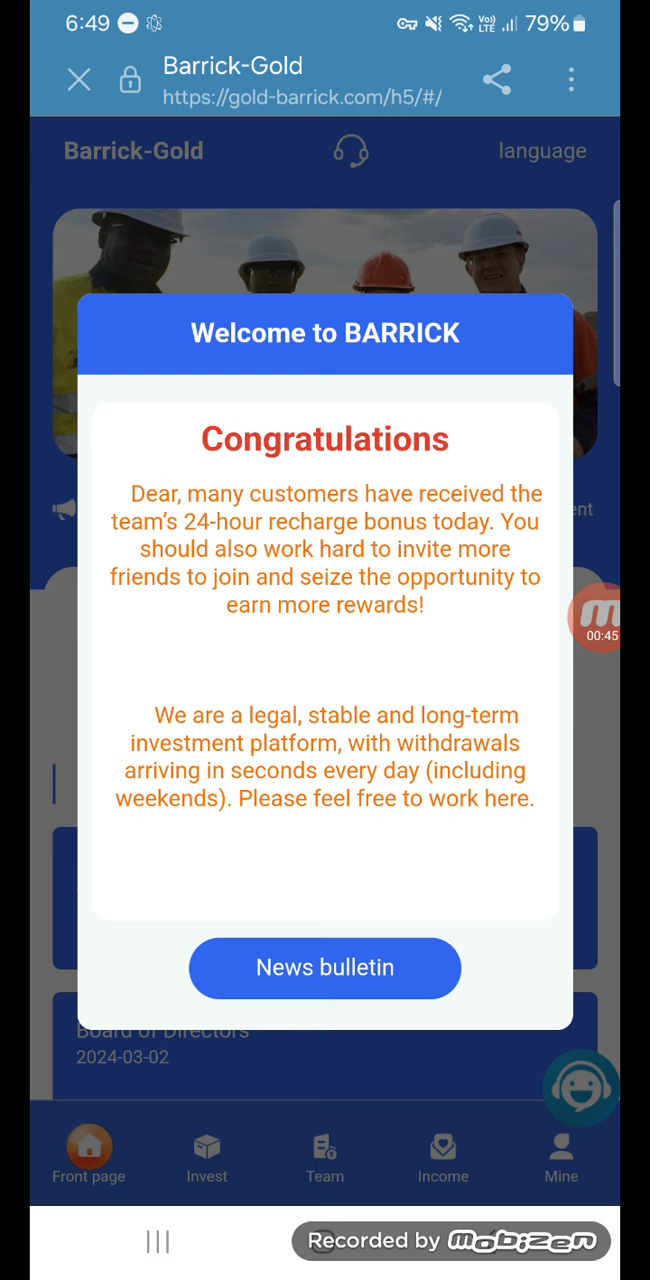 6:49
Vo))
LTE
79%
Barrick-Gold
https://gold-barrick.com/h5/#/
Barrick-Gold
language
Welcome to BARRICK
Congratulations
Dear, many customers have received the
team's 24-hour recharge bonus today. You
should also work hard to invite more
friends to join and seize the opportunity to
earn more rewards!
00:45
We are a legal, stable and long-term
investment platform, with withdrawals
arriving in seconds every day (including
weekends). Please feel free to work here.
News bulletin
Board of Directors
2024-03-02
Front page
Invest
Team
Income
Mine
Recorded by mobizen